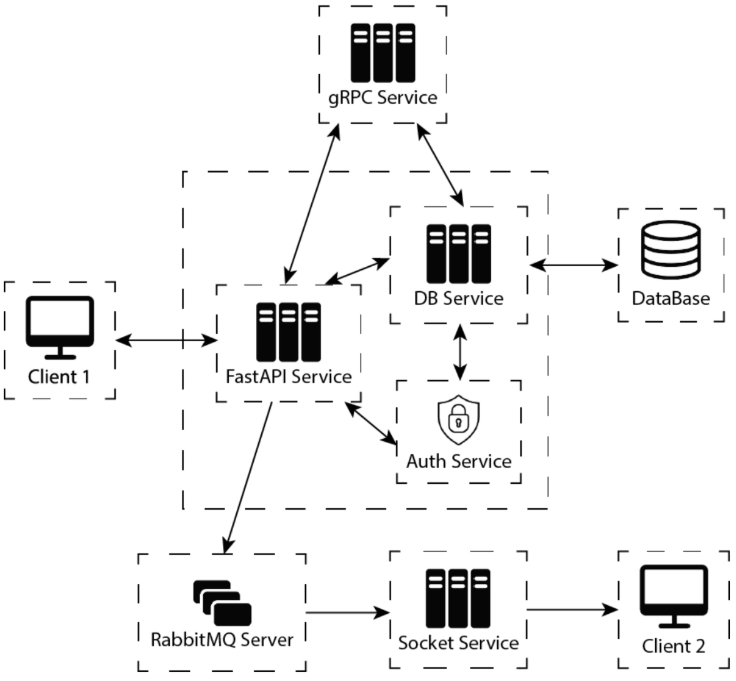 gRPC Service
DB Service
DataBase
Client 1
FastAPI Service
Auth Service
RabbitMQ Server
Socket Service
Client 2